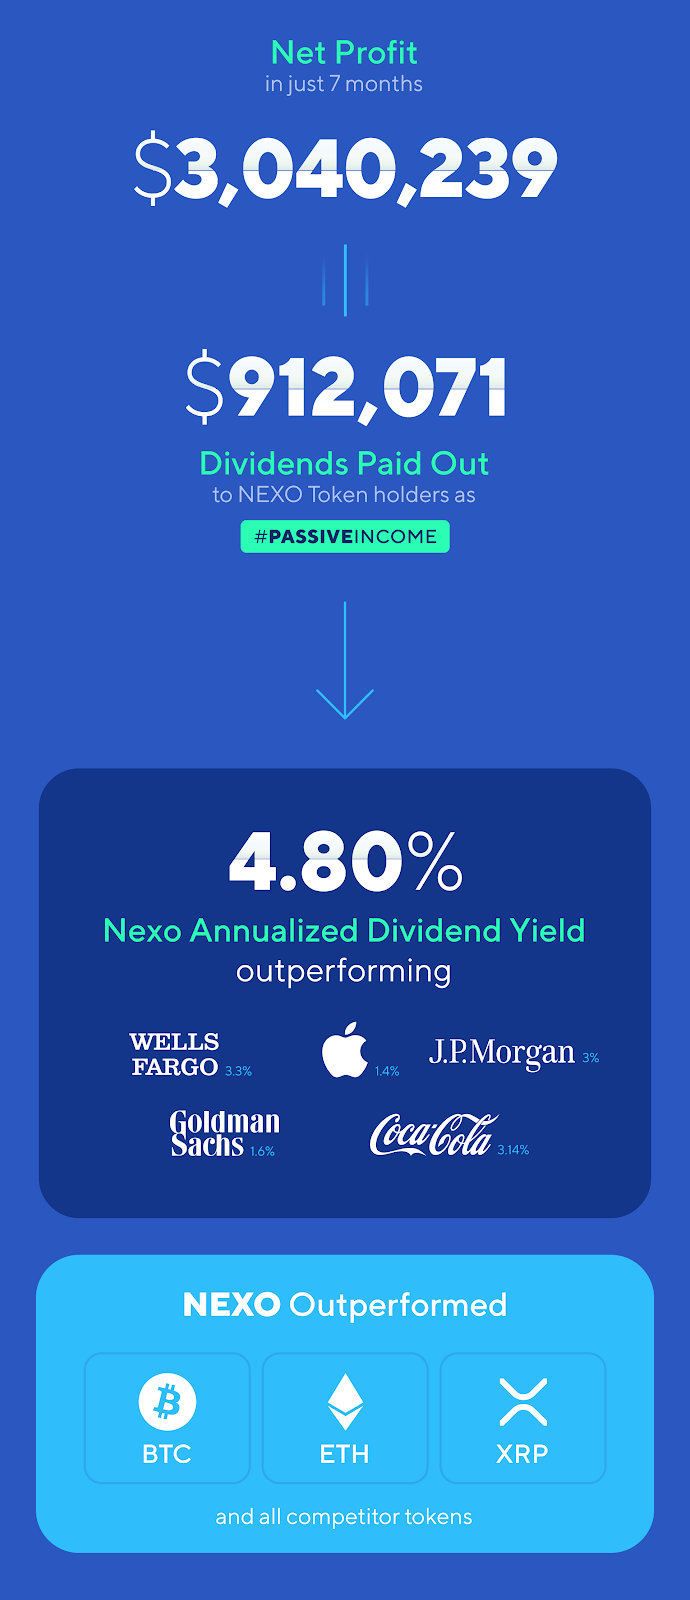 Net Profit
in just 7 months
$3,040,239
$912,071
Dividends Paid Out
to NEXO Token holders as
#PASSIVEINCOME
4.80%
Nexo Annualized Dividend Yield
outperforming
WELLS
FARGO 3.3%
1.4%
J.P.Morgan 3%
Goldman
Sachs 1.6%
Coca-Cola 3.14%
NEXO Outperformed
BTC
ETH
XRP
and all competitor tokens